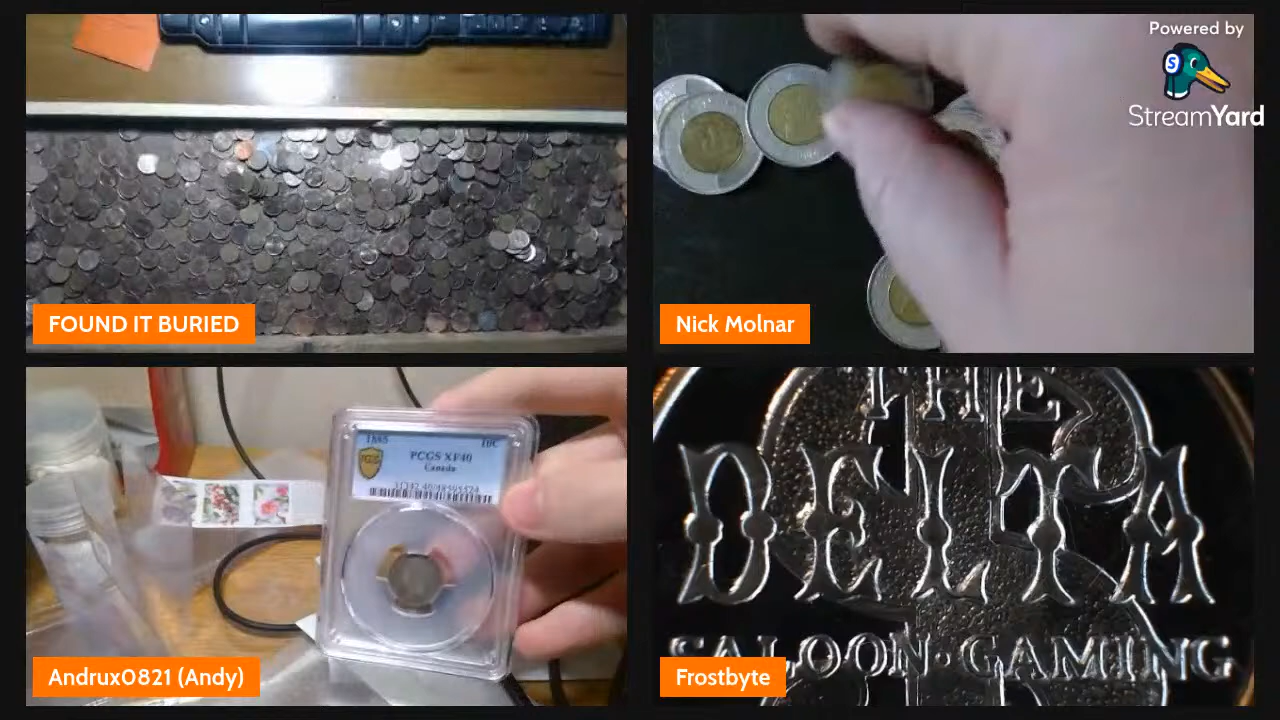 Powered by
StreamYard
FOUND IT BURIED
Nick Molnar
10C
PCGS XF40
Canada
Andrux0821 (Andy)
THE
DELTA
SALOON·GAMING
Frostbyte